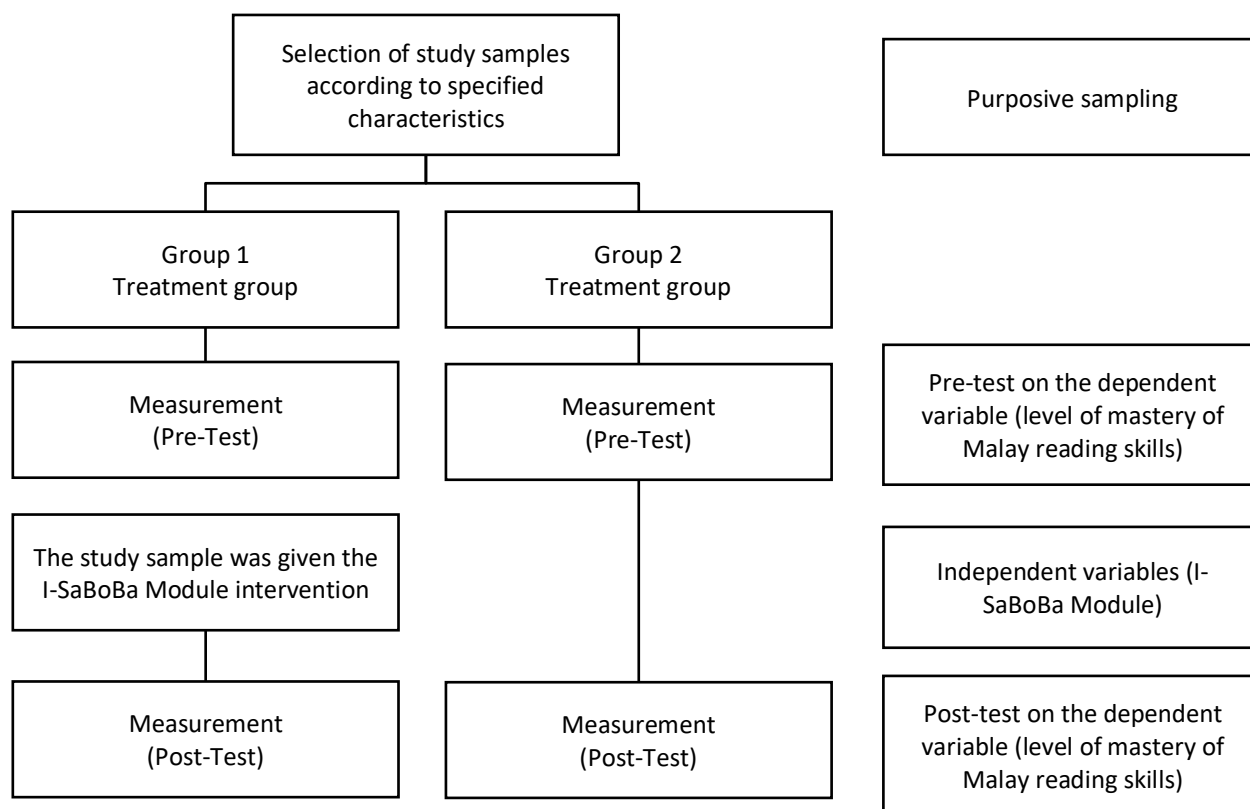 Selection of study samples
according to specified
characteristics
Purposive sampling
Group 1
Treatment group
Group 2
Treatment group
Measurement
(Pre-Test)
Measurement
(Pre-Test)
Pre-test on the dependent
variable (level of mastery of
Malay reading skills)
The study sample was given the
I-SaBoBa Module intervention
Independent variables (I-
SaBoBa Module)
Measurement
(Post-Test)
Measurement
(Post-Test)
Post-test on the dependent
variable (level of mastery of
Malay reading skills)